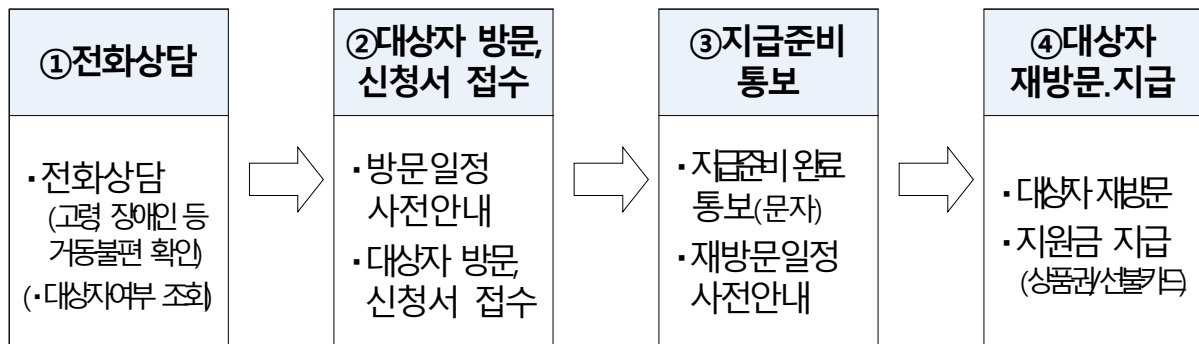 ①전화상담
·전화상담
(고령, 장애인 등
거동불편 확인)
(·대상자여부 조회)
②대상자 방문,
신청서 접수
·방문일정
사전안내
·대상자 방문,
신청서 접수
③지급준비
통보
·지급준비 완료
통보(문자)
·재방문일정
사전안내
④대상자
재방문.지급
·대상자 재방문
·지원금 지급
(상품권/선불카드)